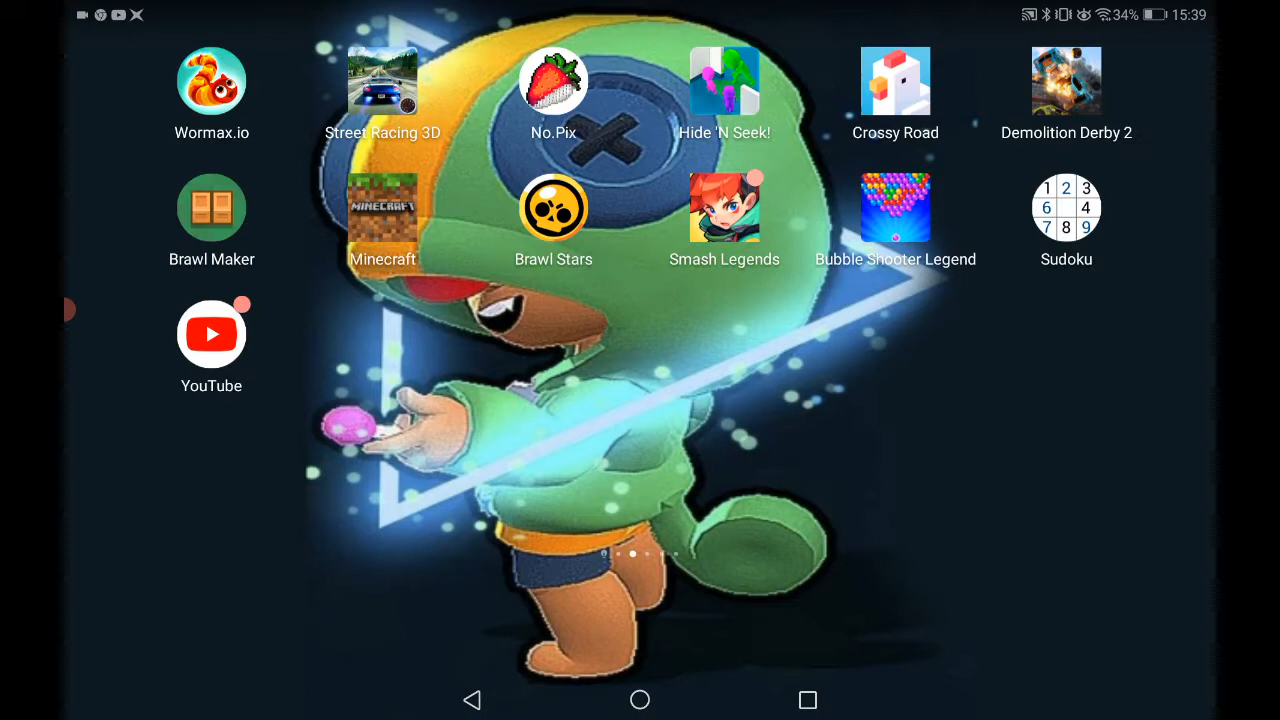 34% 15:39
Wormax.io Street Racing 3D No.Pix Hide 'N Seek! Crossy Road Demolition Derby 2
MINECRAFT
1 2 3
6 4
7 8 9
Brawl Maker Minecraft Brawl Stars Smash Legends Bubble Shooter Legend Sudoku
YouTube